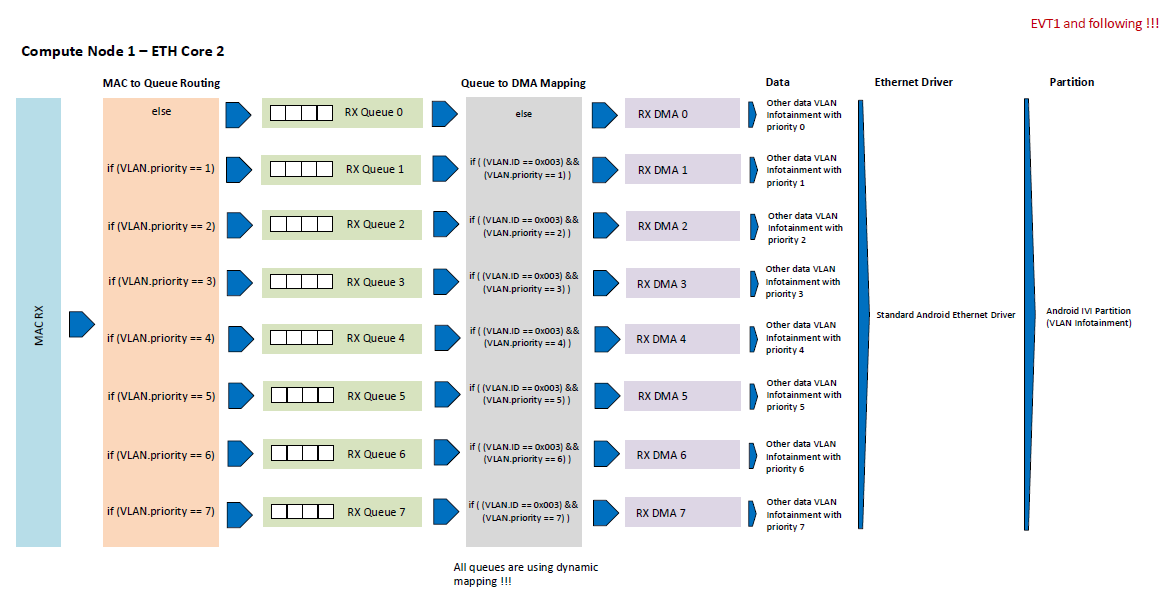 EVT1 and following !!!
Compute Node 1 – ETH Core 2
MAC to Queue Routing
Queue to DMA Mapping
Data
Ethernet Driver
Partition
MAC RX
else
RX Queue 0
else
RX DMA 0
Other data VLAN
Infotainment with
priority 0
if (VLAN.priority == 1)
RX Queue 1
if ( (VLAN.ID == 0x003) &&
(VLAN.priority == 1) )
RX DMA 1
Other data VLAN
Infotainment with
priority 1
if (VLAN.priority == 2)
RX Queue 2
if ( (VLAN.ID == 0x003) &&
(VLAN.priority == 2) )
RX DMA 2
Other data VLAN
Infotainment with
priority 2
if (VLAN.priority == 3)
RX Queue 3
if ( (VLAN.ID == 0x003) &&
(VLAN.priority == 3) )
RX DMA 3
Other data VLAN
Infotainment with
priority 3
Standard Android Ethernet Driver
Android IVI Partition
(VLAN Infotainment)
if (VLAN.priority == 4)
RX Queue 4
if ( (VLAN.ID == 0x003) &&
(VLAN.priority == 4) )
RX DMA 4
Other data VLAN
Infotainment with
priority 4
if (VLAN.priority == 5)
RX Queue 5
if ( (VLAN.ID == 0x003) &&
(VLAN.priority == 5) )
RX DMA 5
Other data VLAN
Infotainment with
priority 5
if (VLAN.priority == 6)
RX Queue 6
if ( (VLAN.ID == 0x003) &&
(VLAN.priority == 6) )
RX DMA 6
Other data VLAN
Infotainment with
priority 6
if (VLAN.priority == 7)
RX Queue 7
if ( (VLAN.ID == 0x003) &&
(VLAN.priority == 7) )
RX DMA 7
Other data VLAN
Infotainment with
priority 7
All queues are using dynamic
mapping !!!